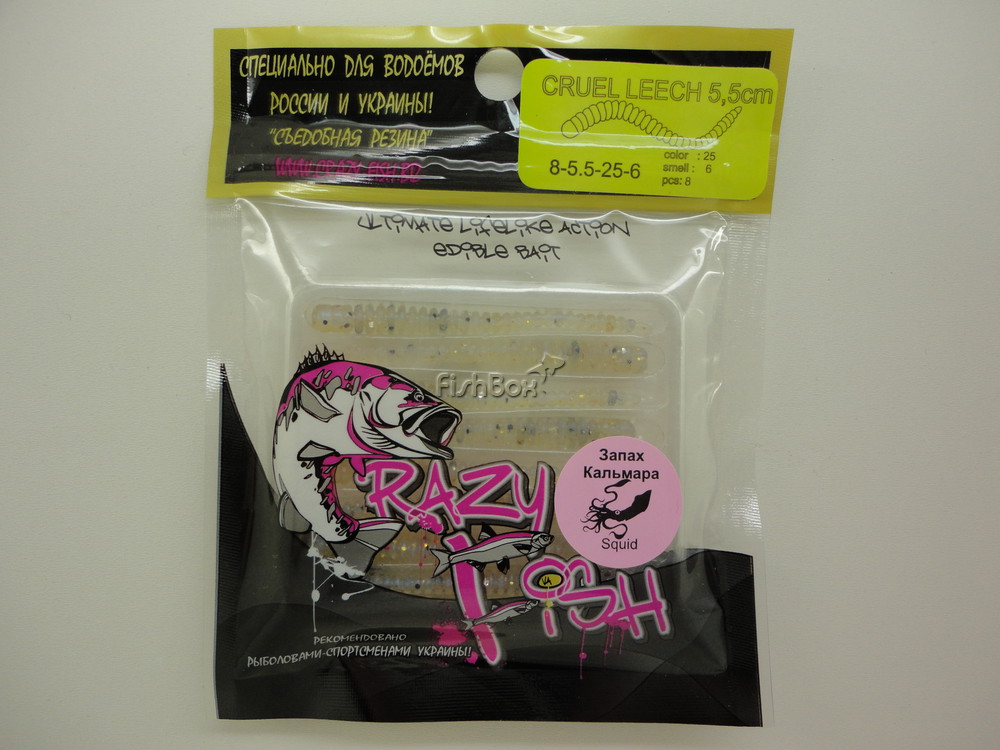 СПЕЦИАЛЬНО ДЛЯ ВОДОЁМОВ
РОССИИ И УКРАИНЫ!
"СЪЕДОБНАЯ РЕЗИНА"
CRUEL LEECH 5,5cm
8-5.5-25-6
color : 25
smell : 6
pcs: 8
ULTIMATE LIFELIKE ACTION
EDIBLE BAIT
FishBox
CRAZY
FISH
Запах
Кальмара
Squid
РЕКОМЕНДОВАНО
РЫБОЛОВАМИ-СПОРТСМЕНАМИ УКРАИНЫ!